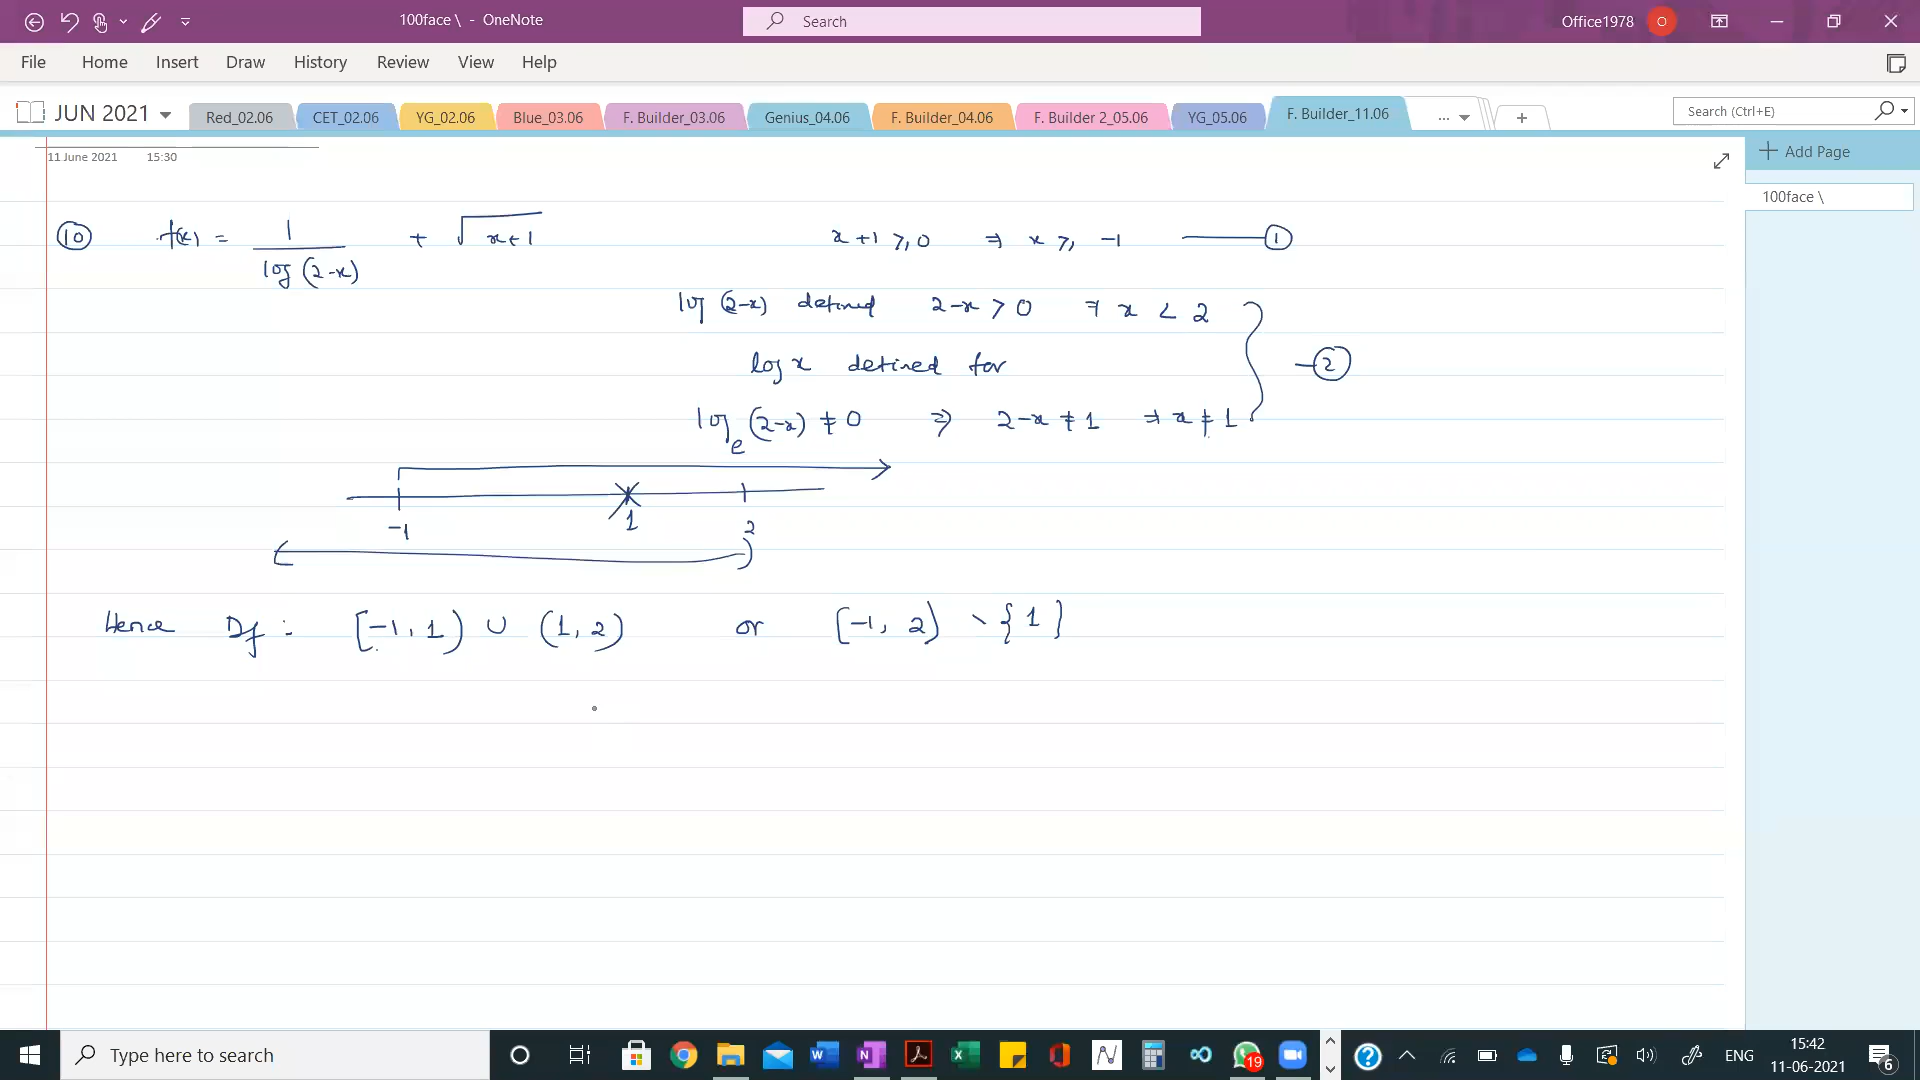 100face \ - OneNote
Search
Office1978
O
File Home Insert Draw History Review View Help
JUN 2021
Red_02.06
CET_02.06
YG_02.06
Blue_03.06
F. Builder_03.06
Genius_04.06
F. Builder_04.06
F. Builder 2_05.06
YG_05.06
F. Builder_11.06
...
+
Search (Ctrl+E)
11 June 2021 15:30
+ Add Page
100face \
10 f(x) = 1 / log (2-x) + √x+1
x+1 ≥ 0 ⇒ x ≥ -1 —— 1
log (2-x) defined 2-x > 0 ⇒ x < 2
log x defined for
— 2
log_e (2-x) ≠ 0 ⇒ 2-x ≠ 1 ⇒ x ≠ 1
-1 1 2
Hence Df : [-1, 1) ∪ (1, 2) or [-1, 2) \ {1}
Type here to search
19
ENG
15:42
11-06-2021
6